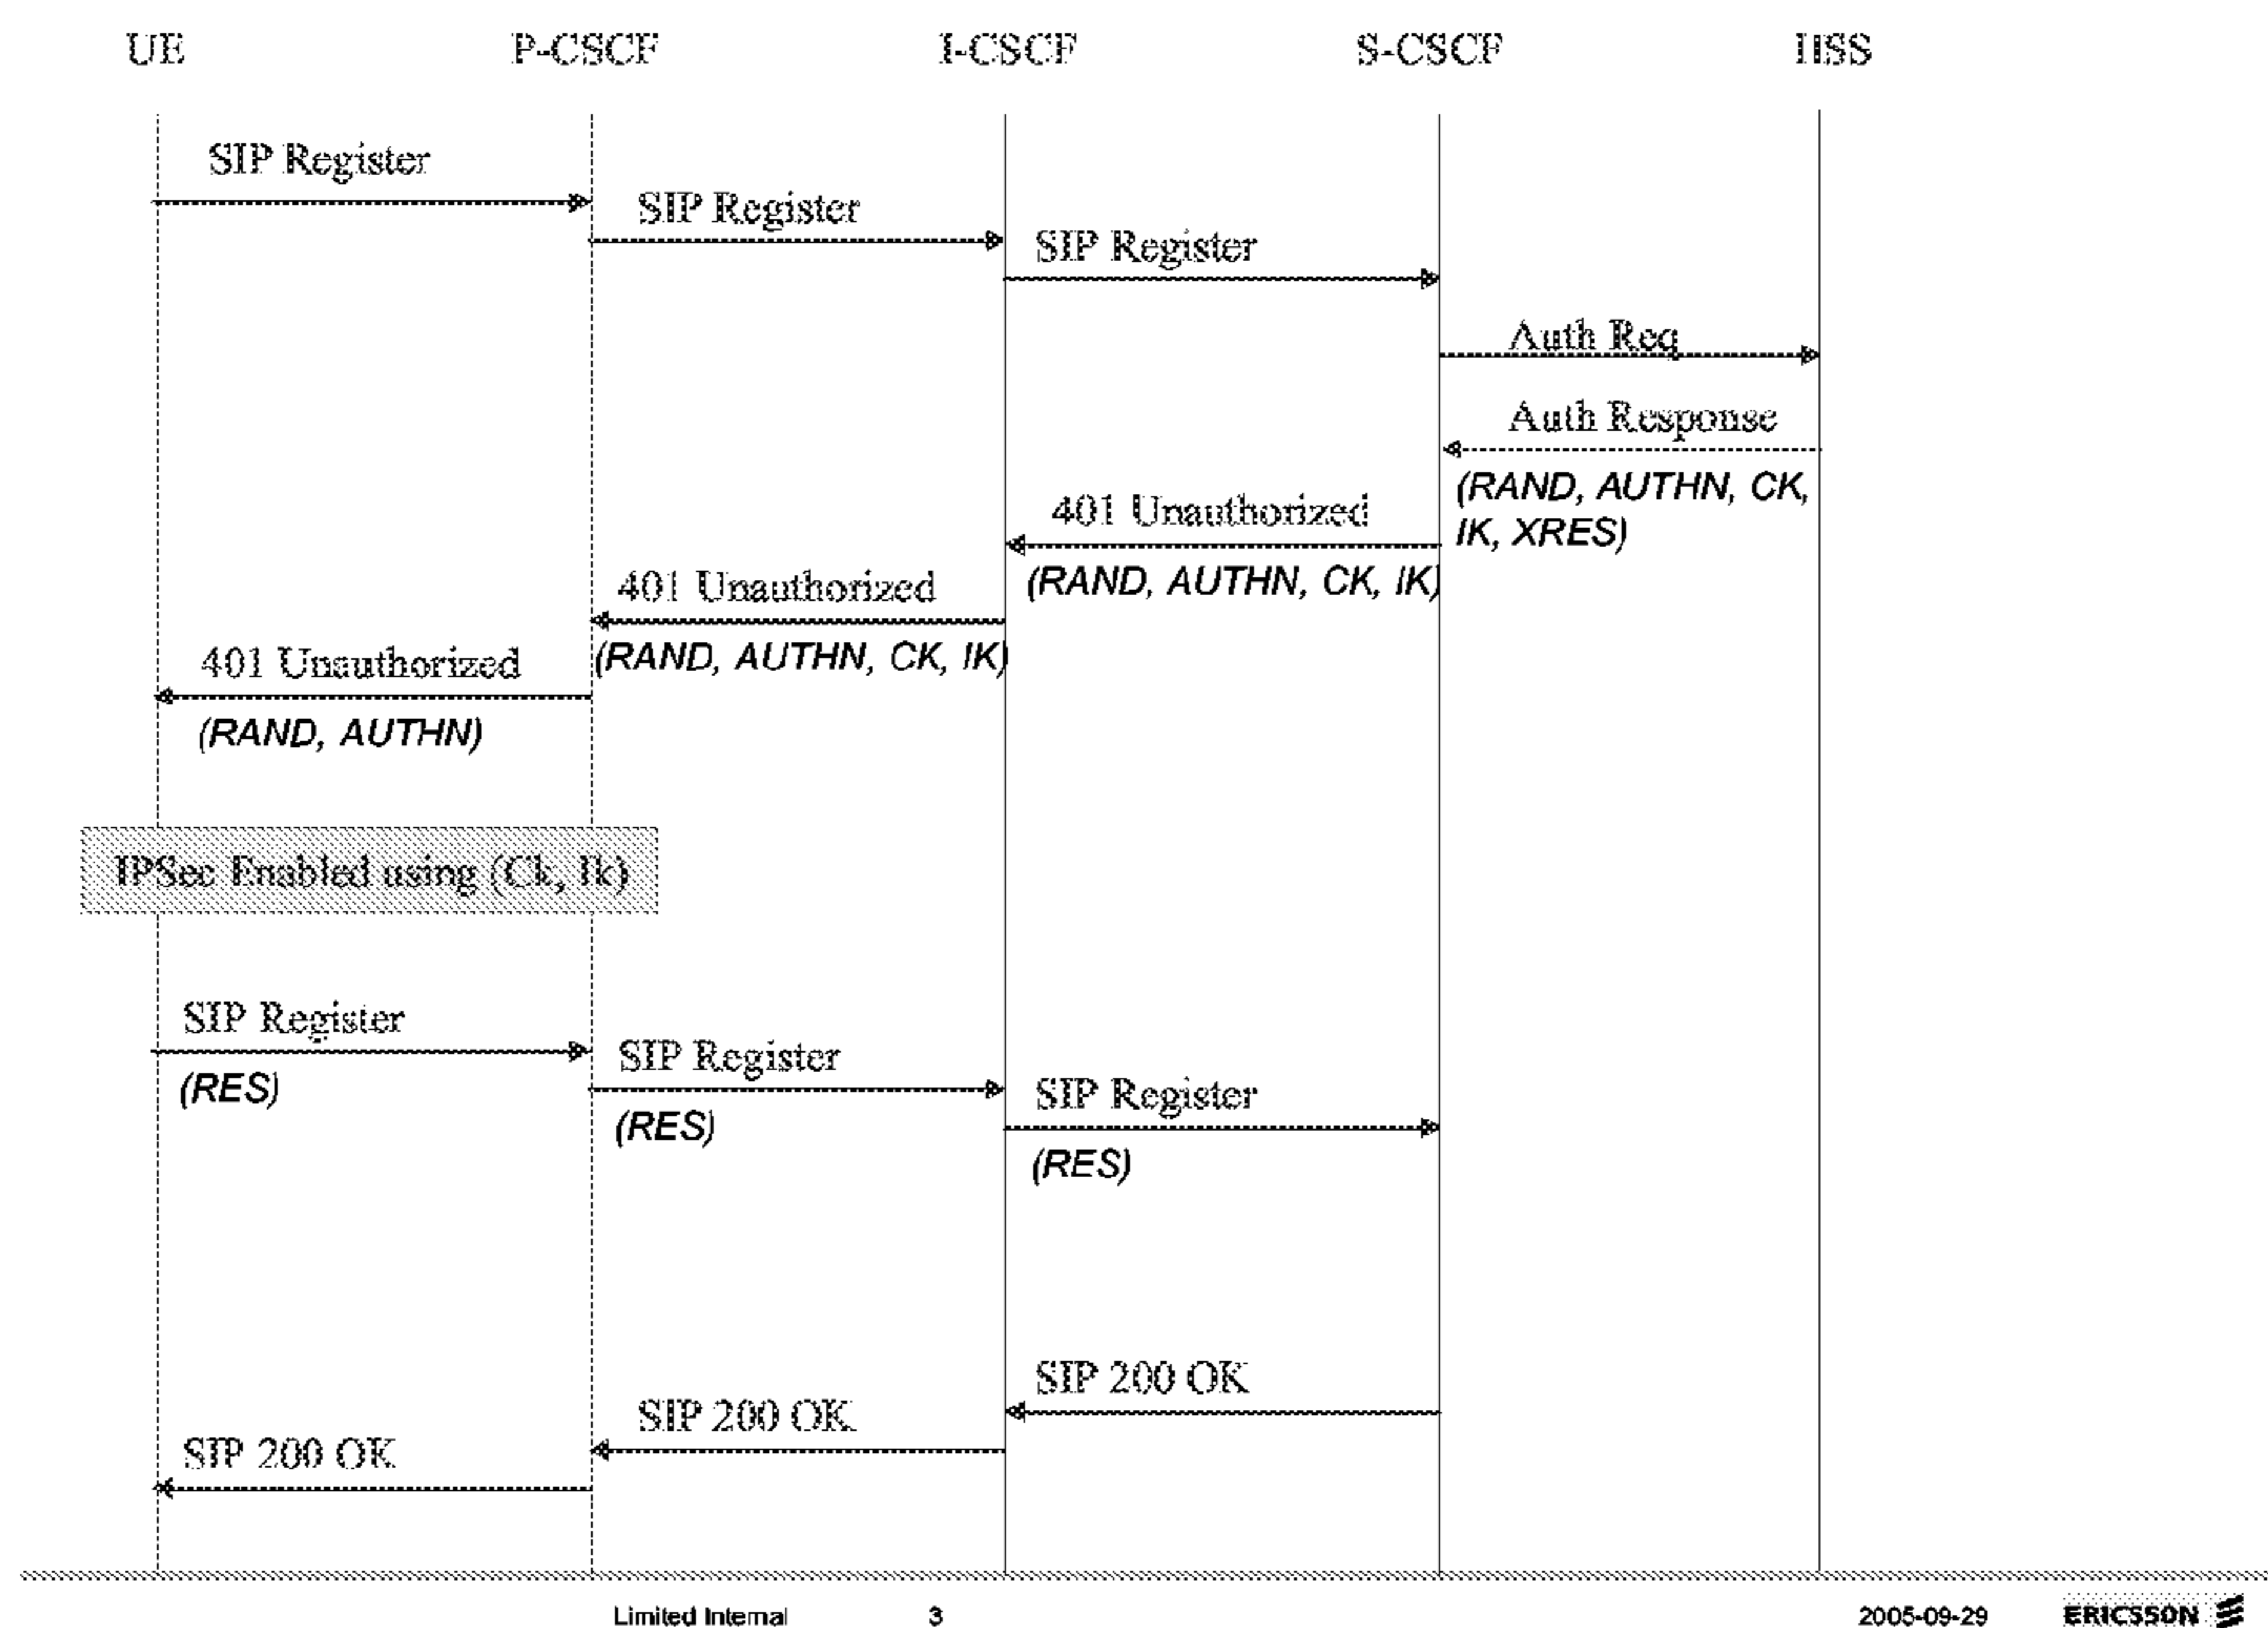 UE P-CSCF I-CSCF S-CSCF HSS
SIP Register
SIP Register
SIP Register
Auth Req
Auth Response
(RAND, AUTHN, CK,
IK, XRES)
401 Unauthorized
(RAND, AUTHN, CK, IK)
401 Unauthorized
(RAND, AUTHN, CK, IK)
401 Unauthorized
(RAND, AUTHN)
IPSec Enabled using (Ck, Ik)
SIP Register
(RES)
SIP Register
(RES)
SIP Register
(RES)
SIP 200 OK
SIP 200 OK
SIP 200 OK
Limited Internal 3 2005-09-29 ERICSSON